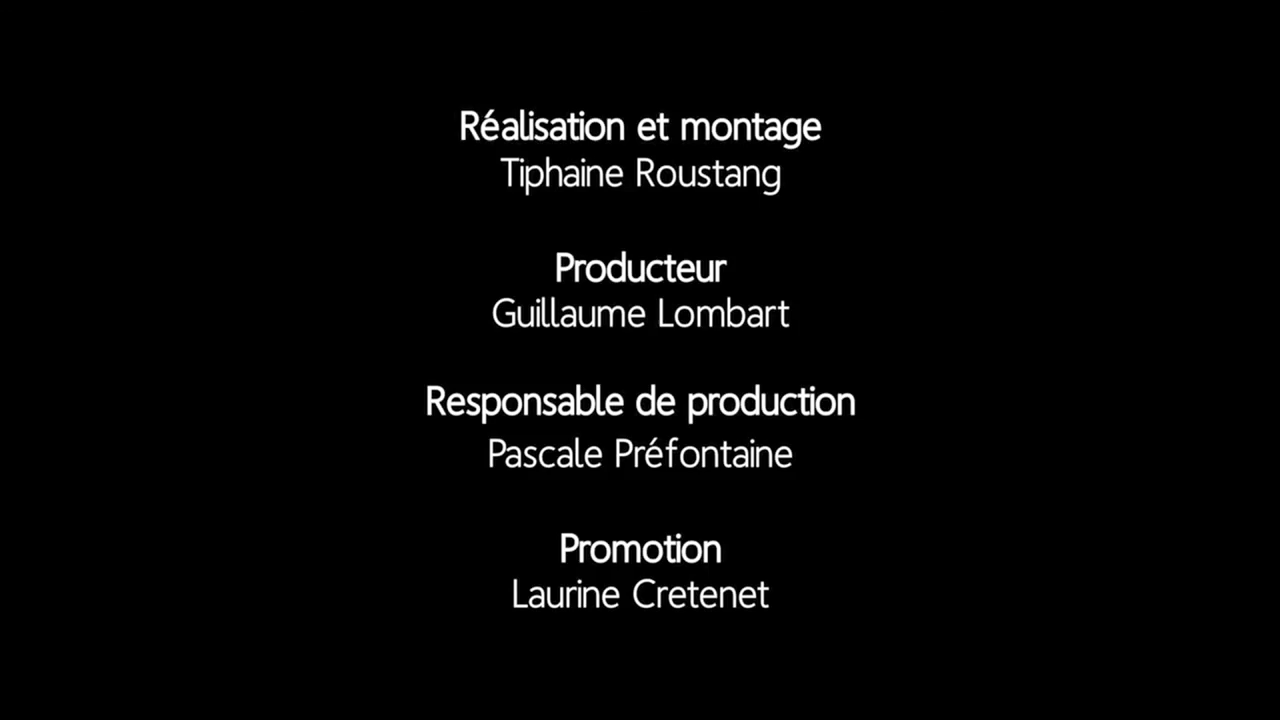 Réalisation et montage
Tiphaine Roustang
Producteur
Guillaume Lombart
Responsable de production
Pascale Préfontaine
Promotion
Laurine Cretenet